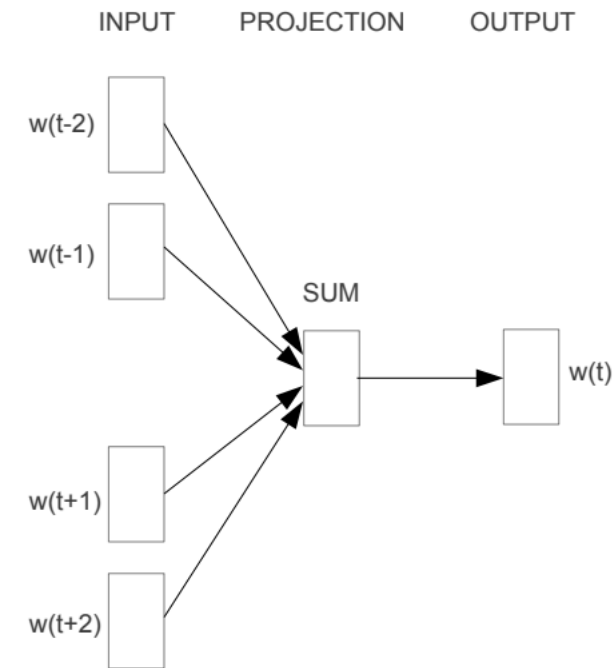 INPUT PROJECTION OUTPUT
w(t-2)
w(t-1)
SUM
w(t)
w(t+1)
w(t+2)